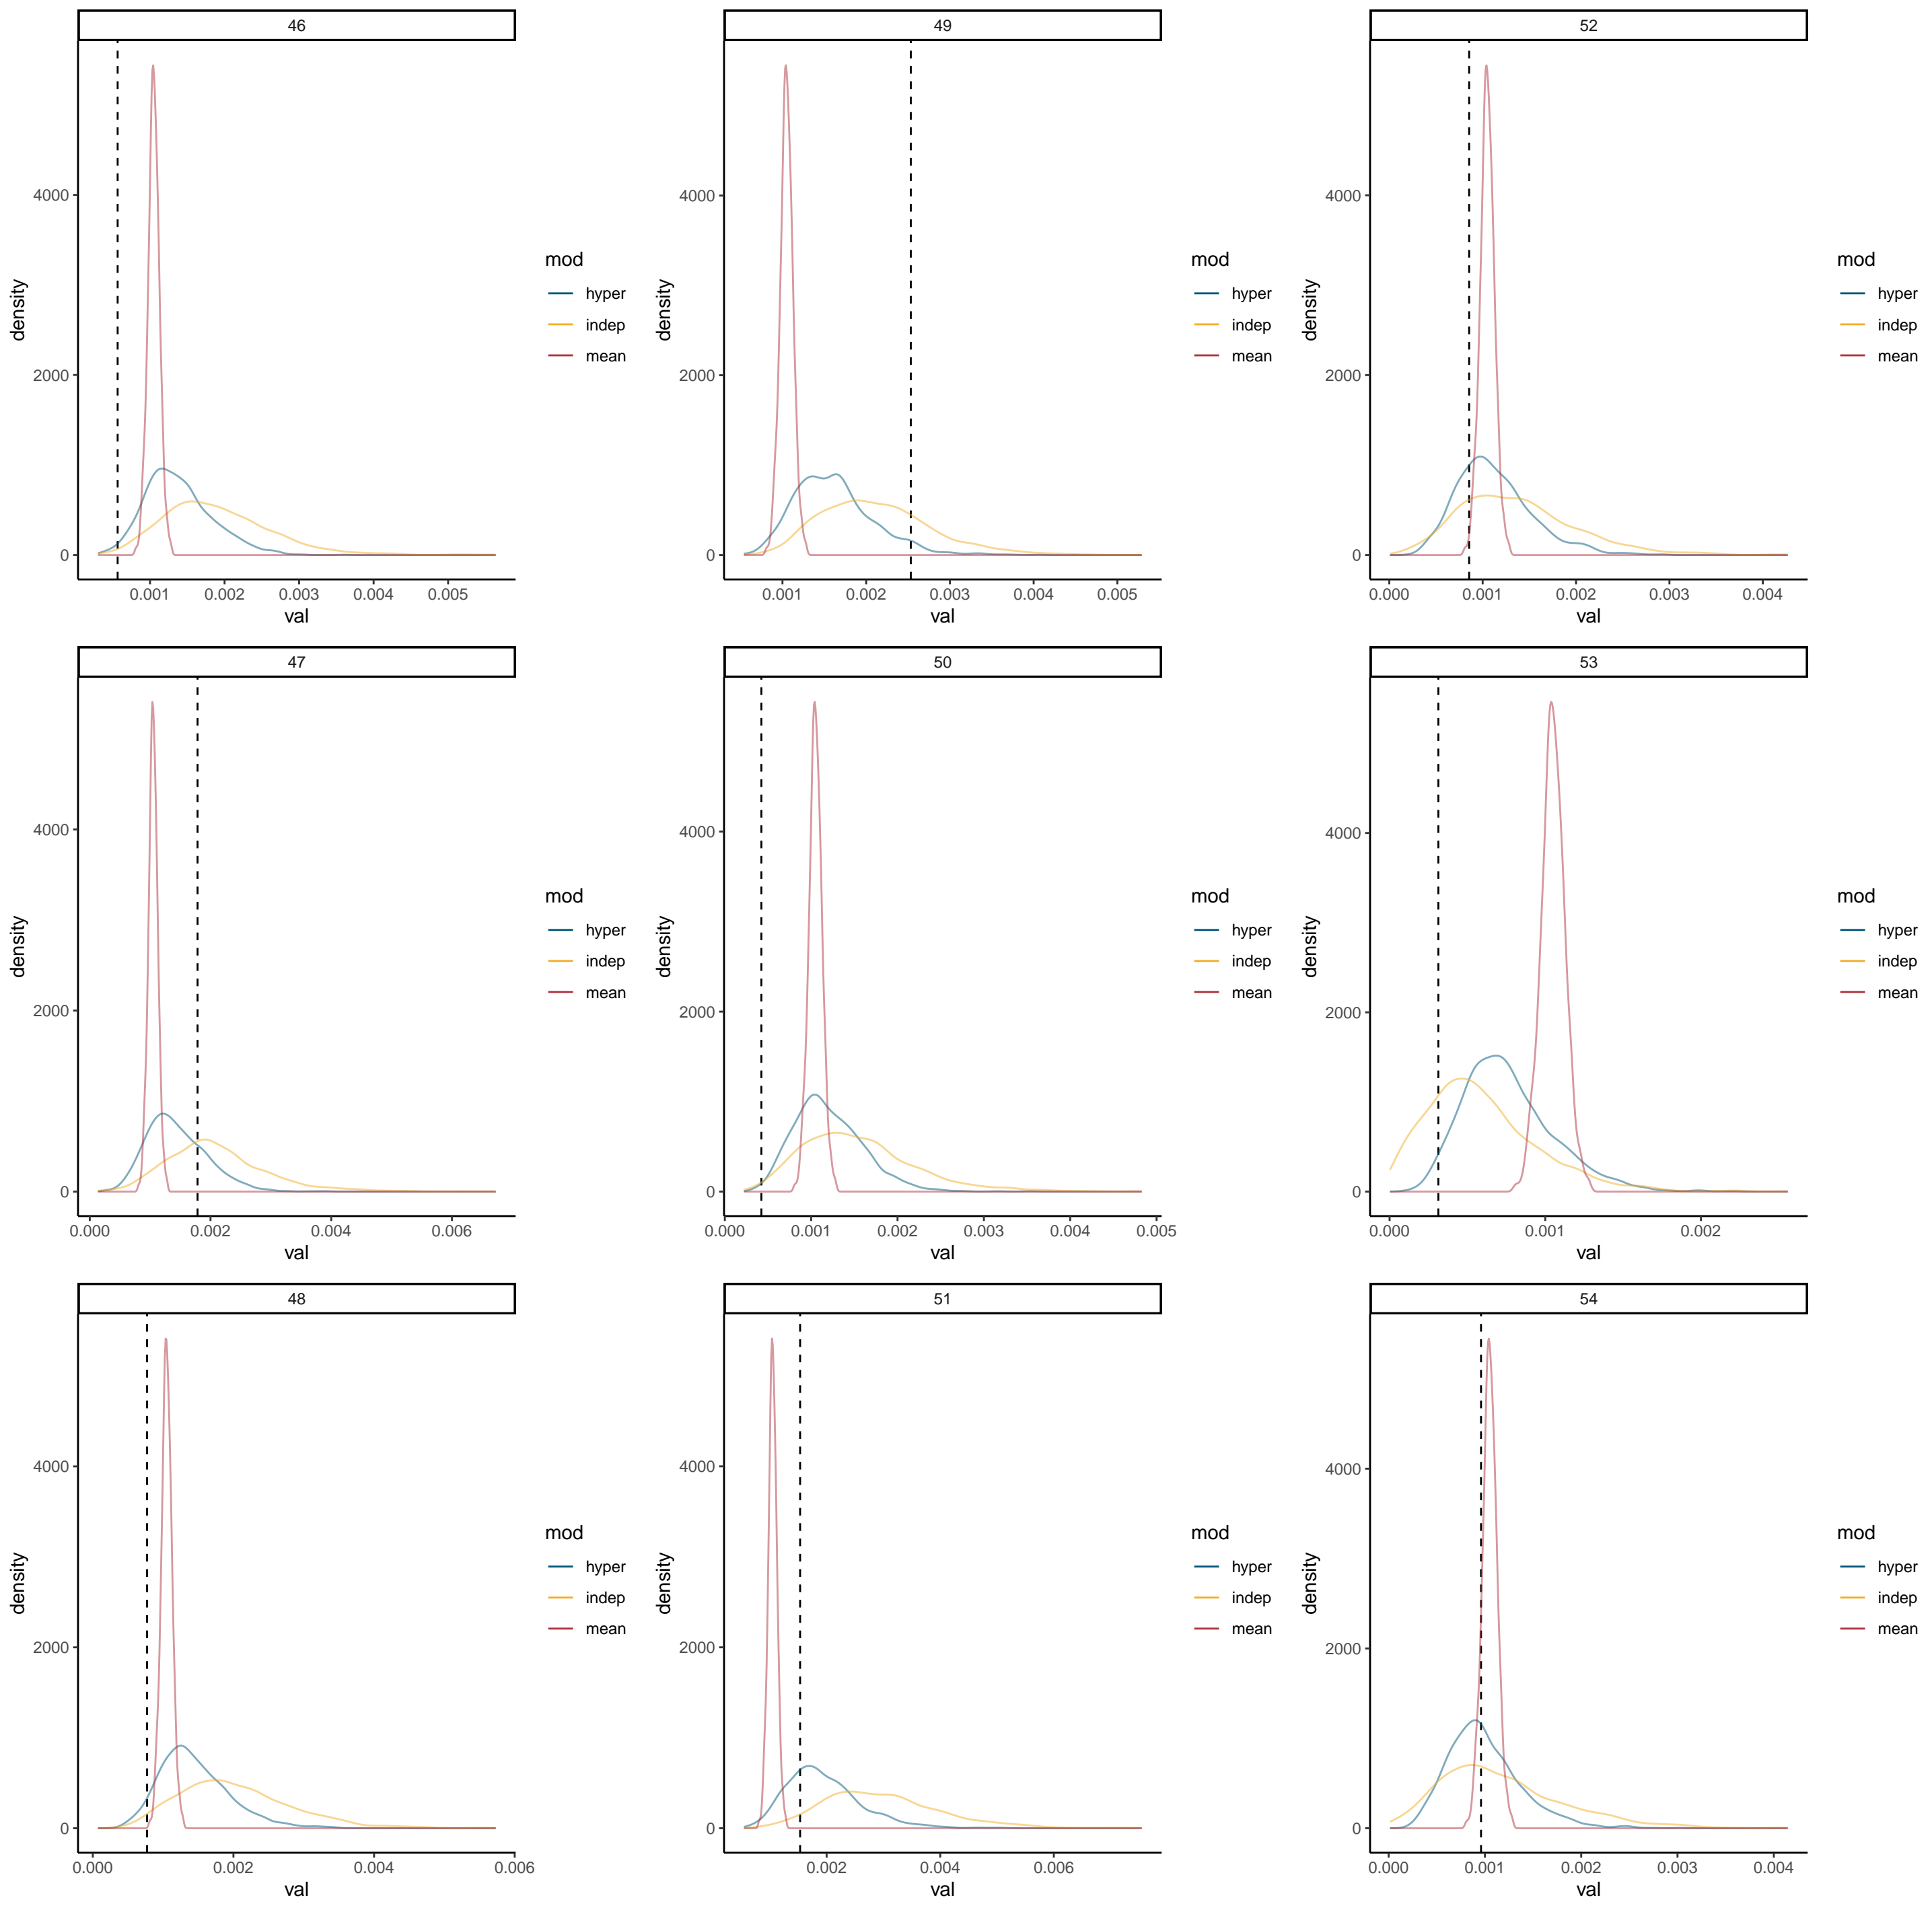 46
density
4000
2000
0
0.001 0.002 0.003 0.004 0.005
val
mod
hyper
indep
mean
49
density
4000
2000
0
0.001 0.002 0.003 0.004 0.005
val
mod
hyper
indep
mean
52
density
4000
2000
0
0.000 0.001 0.002 0.003 0.004
val
mod
hyper
indep
mean
47
density
4000
2000
0
0.000 0.002 0.004 0.006
val
mod
hyper
indep
mean
50
density
4000
2000
0
0.000 0.001 0.002 0.003 0.004 0.005
val
mod
hyper
indep
mean
53
density
4000
2000
0
0.000 0.001 0.002
val
mod
hyper
indep
mean
48
density
4000
2000
0
0.000 0.002 0.004 0.006
val
mod
hyper
indep
mean
51
density
4000
2000
0
0.002 0.004 0.006
val
mod
hyper
indep
mean
54
density
4000
2000
0
0.000 0.001 0.002 0.003 0.004
val
mod
hyper
indep
mean